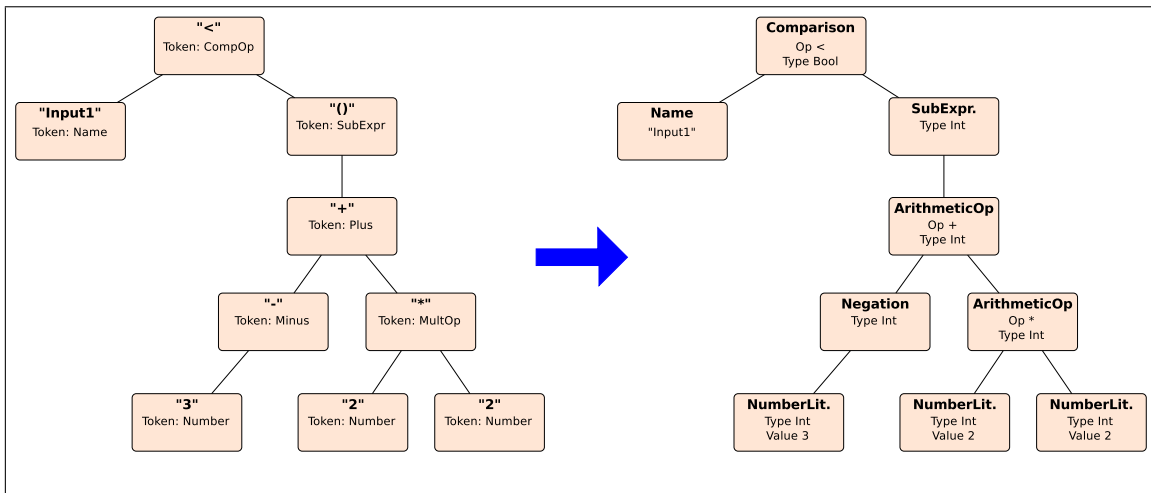 "<"
Token: CompOp
"Input1"
Token: Name
"()"
Token: SubExpr
"+"
Token: Plus
"-"
Token: Minus
"*"
Token: MultOp
"3"
Token: Number
"2"
Token: Number
"2"
Token: Number
Comparison
Op <
Type Bool
Name
"Input1"
SubExpr.
Type Int
ArithmeticOp
Op +
Type Int
Negation
Type Int
ArithmeticOp
Op *
Type Int
NumberLit.
Type Int
Value 3
NumberLit.
Type Int
Value 2
NumberLit.
Type Int
Value 2